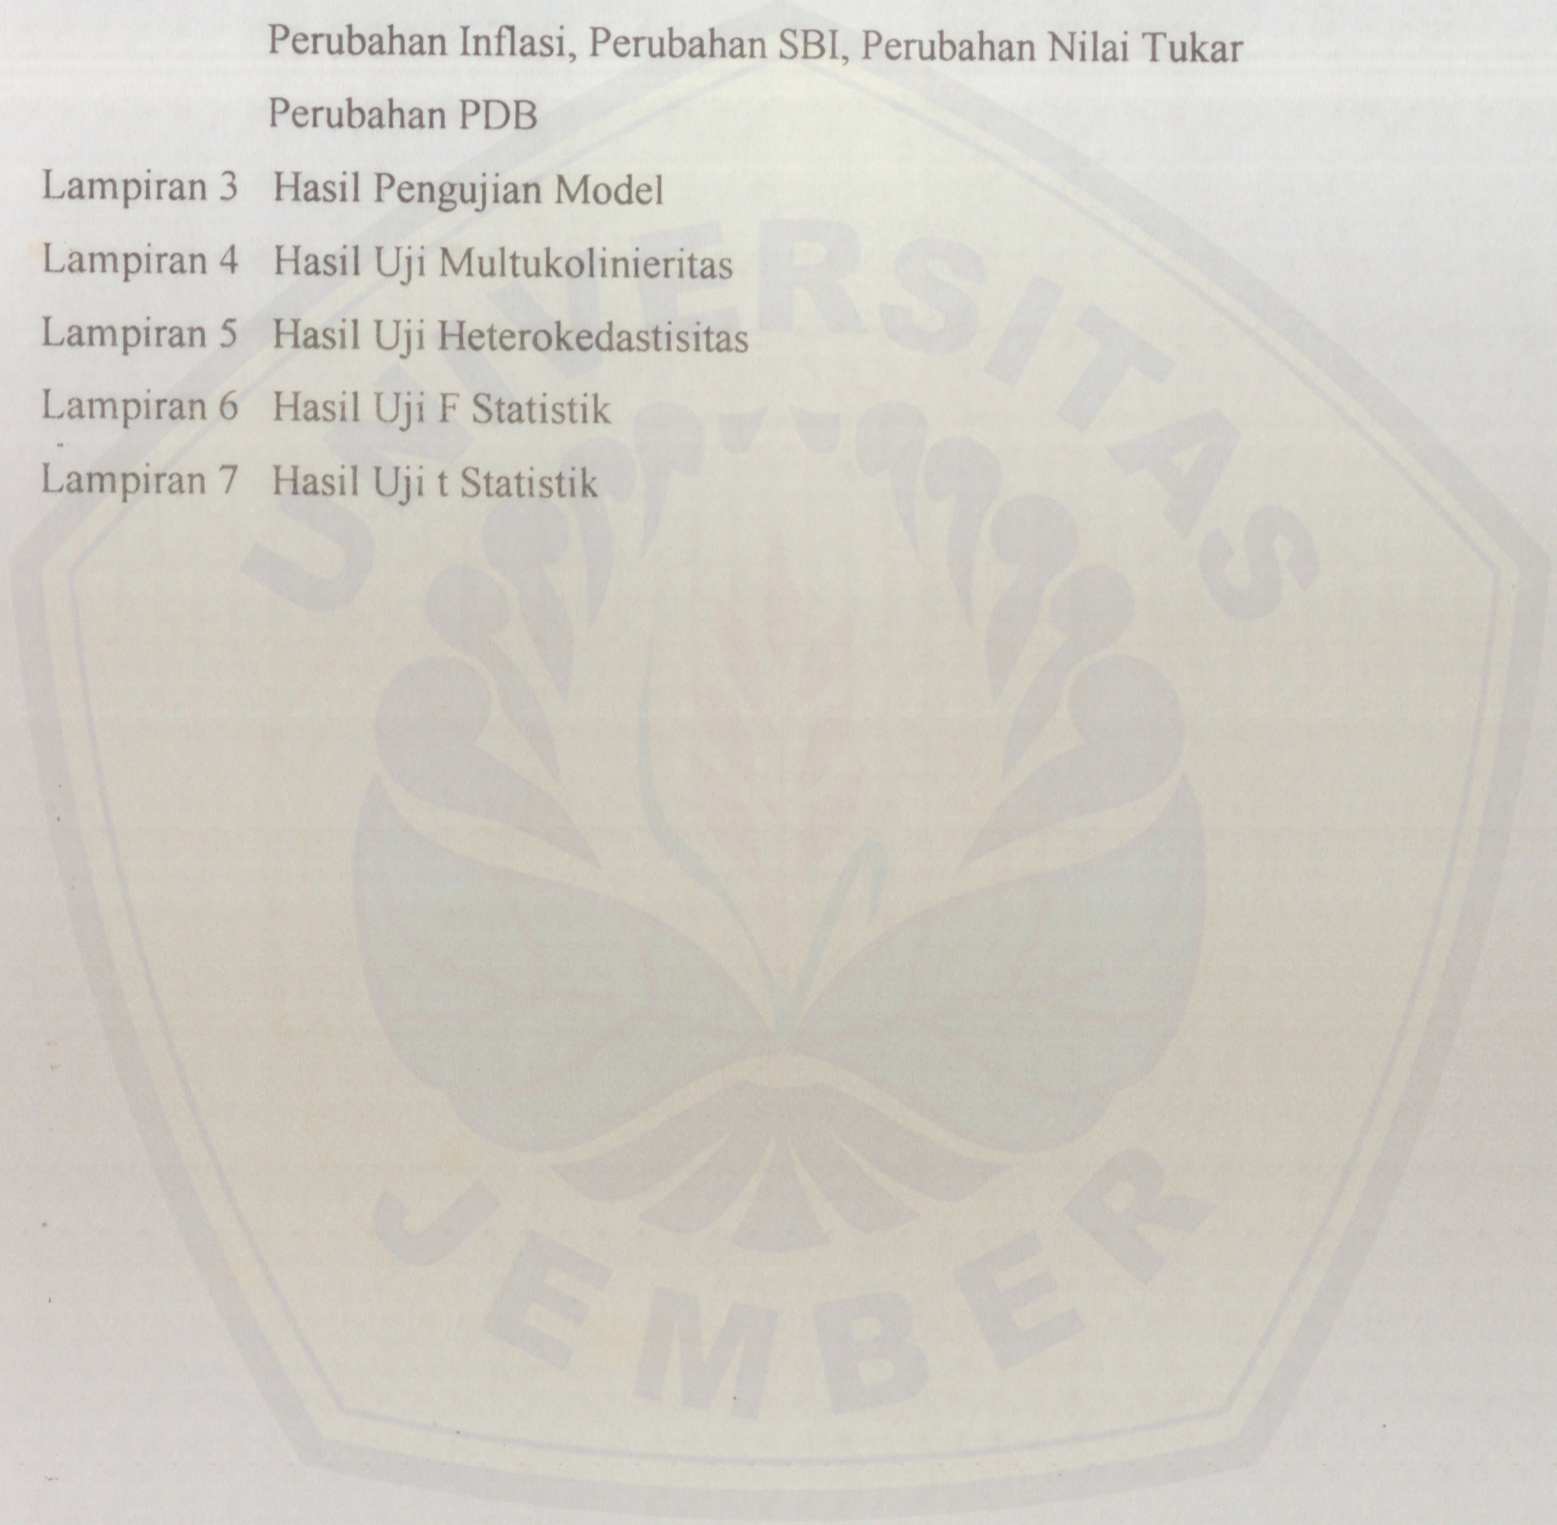 Perubahan Inflasi, Perubahan SBI, Perubahan Nilai Tukar
Perubahan PDB
Lampiran 3 Hasil Pengujian Model
Lampiran 4 Hasil Uji Multukolinieritas
Lampiran 5 Hasil Uji Heterokedastisitas
Lampiran 6 Hasil Uji F Statistik
Lampiran 7 Hasil Uji t Statistik
UNIVERSITAS
JEMBER